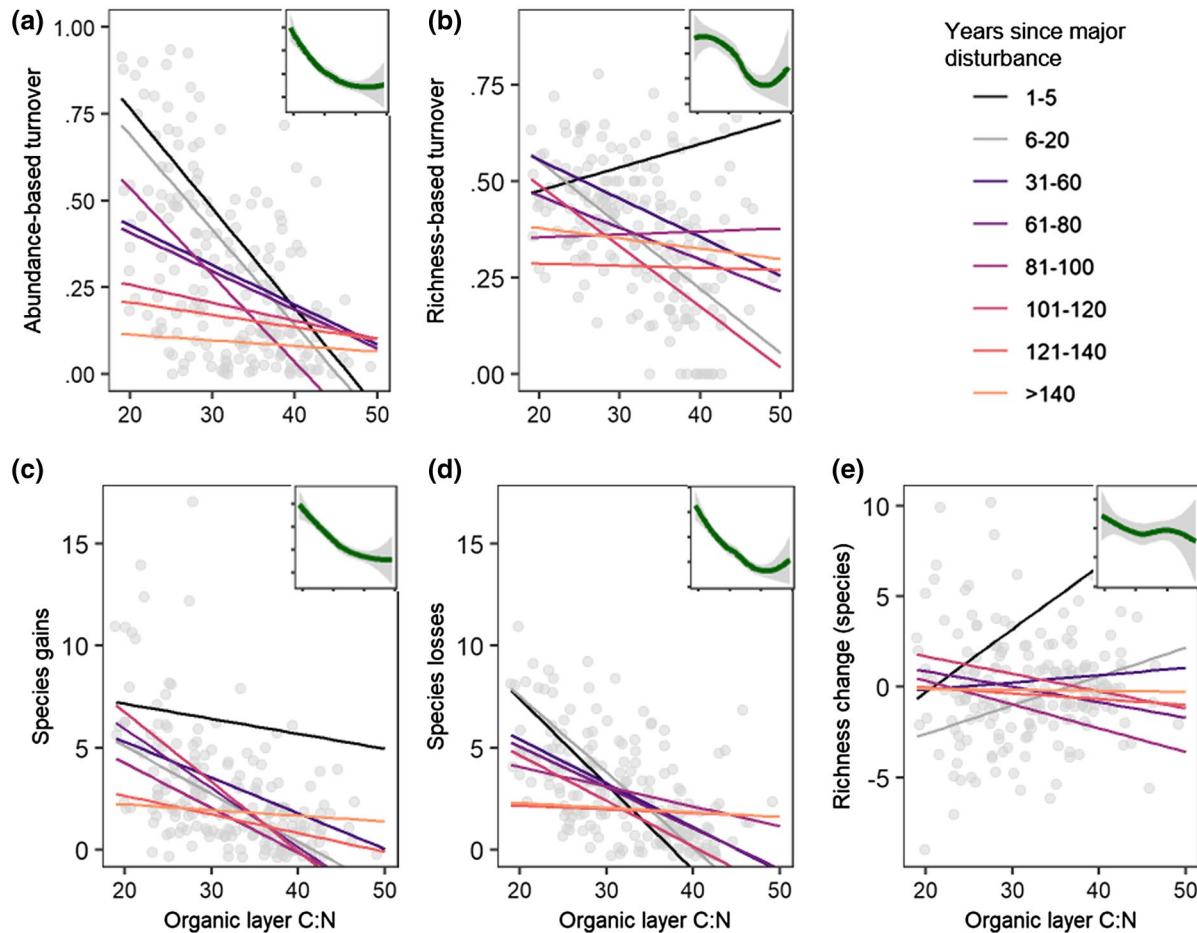 (a)
Abundance-based turnover
1.00
.75
.50
.25
.00
20 30 40 50
(b)
Richness-based turnover
.75
.50
.25
.00
20 30 40 50
Years since major
disturbance
1-5
6-20
31-60
61-80
81-100
101-120
121-140
>140
(c)
Species gains
15
10
5
0
20 30 40 50
Organic layer C:N
(d)
Species losses
15
10
5
0
20 30 40 50
Organic layer C:N
(e)
Richness change (species)
10
5
0
-5
20 30 40 50
Organic layer C:N